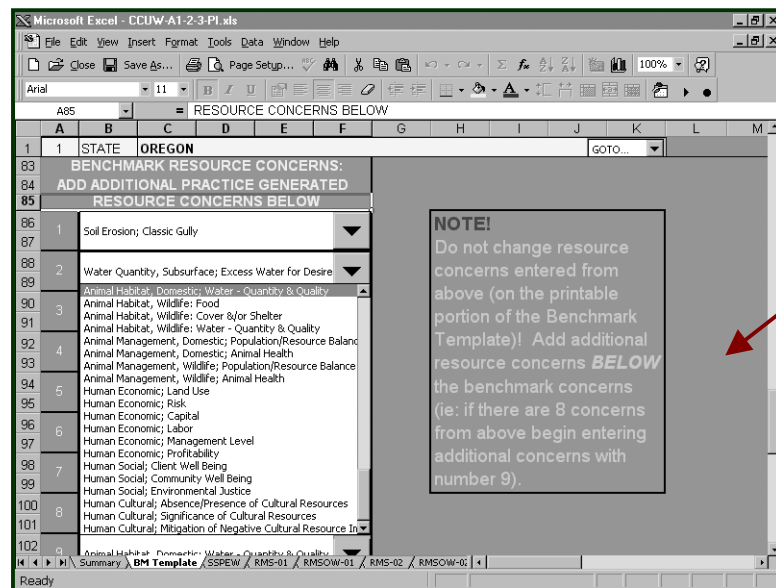 Microsoft Excel - CCUW-A1-2-3-PI.xls
File Edit View Insert Format Tools Data Window Help
Close Save As... Page Setup... 100%
Arial 11 B I U
A85 = RESOURCE CONCERNS BELOW
A B C D E F G H I J K L M
1 1 STATE OREGON GOTO...
83 BENCHMARK RESOURCE CONCERNS:
84 ADD ADDITIONAL PRACTICE GENERATED
85 RESOURCE CONCERNS BELOW
86
87
1 Soil Erosion; Classic Gully
88
89
2 Water Quantity, Subsurface; Excess Water for Desire
90
91
92
93
94
95
96
97
98
99
100
101
102
3
4
5
6
7
8
9
Animal Habitat, Domestic; Water - Quantity & Quality
Animal Habitat, Wildlife: Food
Animal Habitat, Wildlife: Cover &/or Shelter
Animal Habitat, Wildlife: Water - Quantity & Quality
Animal Management, Domestic; Population/Resource Balanc
Animal Management, Domestic; Animal Health
Animal Management, Wildlife; Population/Resource Balance
Animal Management, Wildlife; Animal Health
Human Economic; Land Use
Human Economic; Risk
Human Economic; Capital
Human Economic; Labor
Human Economic; Management Level
Human Economic; Profitability
Human Social; Client Well Being
Human Social; Community Well Being
Human Social; Environmental Justice
Human Cultural; Absence/Presence of Cultural Resources
Human Cultural; Significance of Cultural Resources
Human Cultural; Mitigation of Negative Cultural Resource Im
Animal Habitat, Domestic; Water - Quantity & Quality
NOTE!
Do not change resource
concerns entered from
above (on the printable
portion of the Benchmark
Template)! Add additional
resource concerns BELOW
the benchmark concerns
(ie: if there are 8 concerns
from above begin entering
additional concerns with
number 9).
Summary BM Template SSPEW RMS-01 RMSOW-01 RMS-02 RMSOW-02
Ready